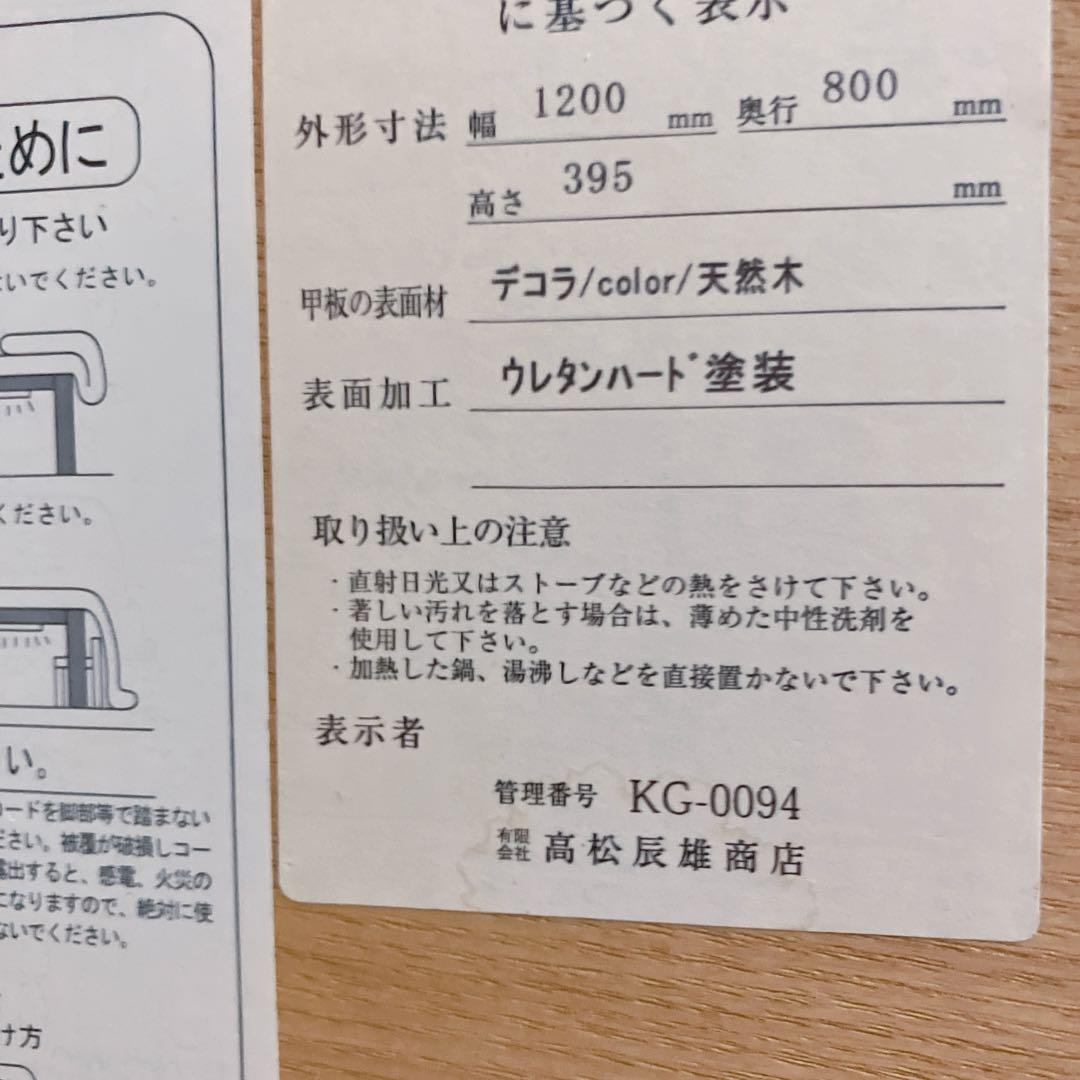 ために
り下さい
ないでください。
ください。
い。
コードを脚部等で踏まない
ださい。被覆が破損しコー
露出すると、感電、火災の
になりますので、絶対に使
ないでください。
け方
に基づく表示
外形寸法 幅 1200 mm 奥行 800 mm
高さ 395 mm
甲板の表面材 デコラ/color/天然木
表面加工 ウレタンハード塗装
取り扱い上の注意
・直射日光又はストーブなどの熱をさけて下さい。
・著しい汚れを落とす場合は、薄めた中性洗剤を
使用して下さい。
・加熱した鍋、湯沸しなどを直接置かないで下さい。
表示者
管理番号 KG-0094
有限会社 高松辰雄商店